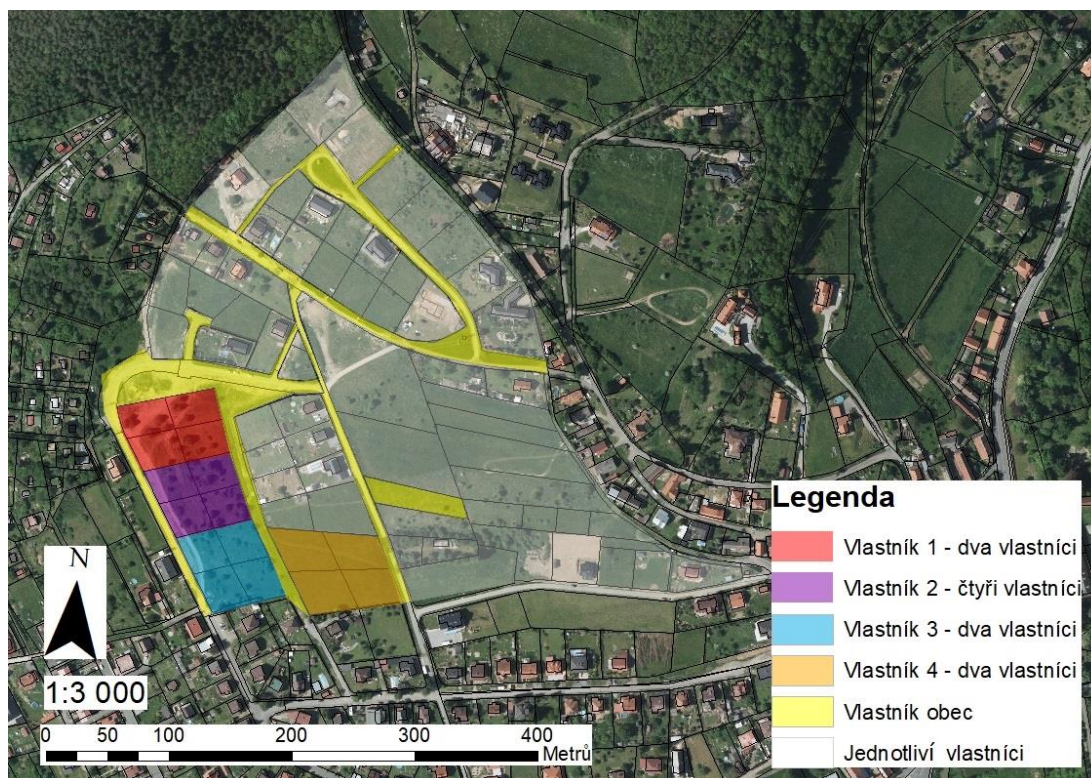 Legenda
Vlastník 1 - dva vlastníci
Vlastník 2 - čtyři vlastníci
Vlastník 3 - dva vlastníci
Vlastník 4 - dva vlastníci
Vlastník obec
Jednotliví vlastníci
N
1:3 000
0 50 100 200 300 400
Metrů